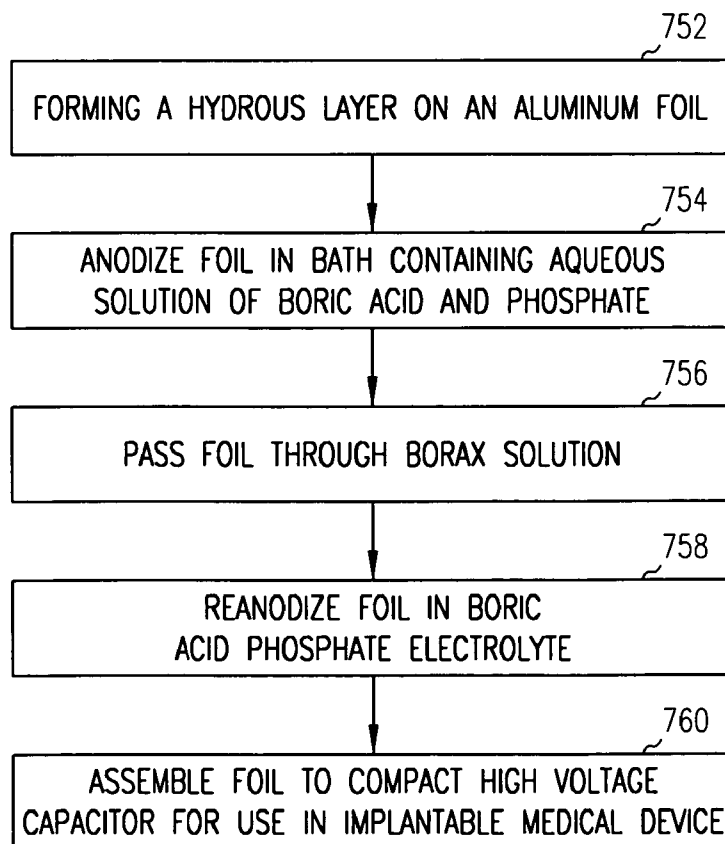 752
FORMING A HYDROUS LAYER ON AN ALUMINUM FOIL
754
ANODIZE FOIL IN BATH CONTAINING AQUEOUS
SOLUTION OF BORIC ACID AND PHOSPHATE
756
PASS FOIL THROUGH BORAX SOLUTION
758
REANODIZE FOIL IN BORIC
ACID PHOSPHATE ELECTROLYTE
760
ASSEMBLE FOIL TO COMPACT HIGH VOLTAGE
CAPACITOR FOR USE IN IMPLANTABLE MEDICAL DEVICE